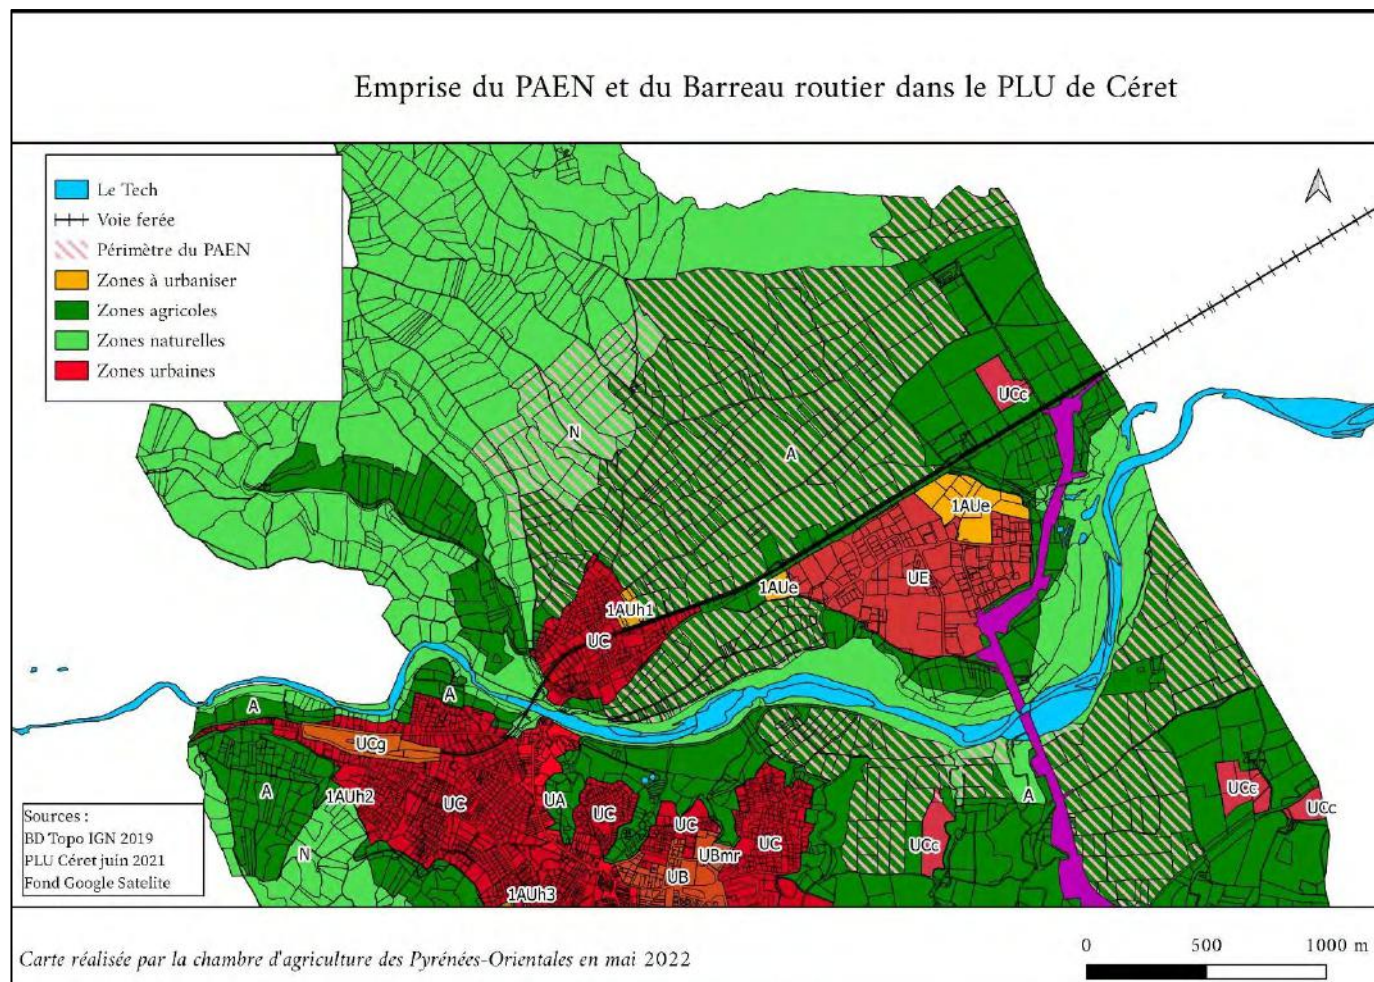 Emprise du PAEN et du Barreau routier dans le PLU de Céret
Le Tech
Voie ferée
Périmètre du PAEN
Zones à urbaniser
Zones agricoles
Zones naturelles
Zones urbaines
UCc
N
A
1AUe
UE
1AUe
1AUh1
UC
A
A
UCg
A
1AUh2
UC
UA
UC
UC
UBmr
UC
UB
UCc
A
UCc
UCc
N
1AUh3
Sources :
BD Topo IGN 2019
PLU Céret juin 2021
Fond Google Satelite
Carte réalisée par la chambre d'agriculture des Pyrénées-Orientales en mai 2022
0 500 1000 m